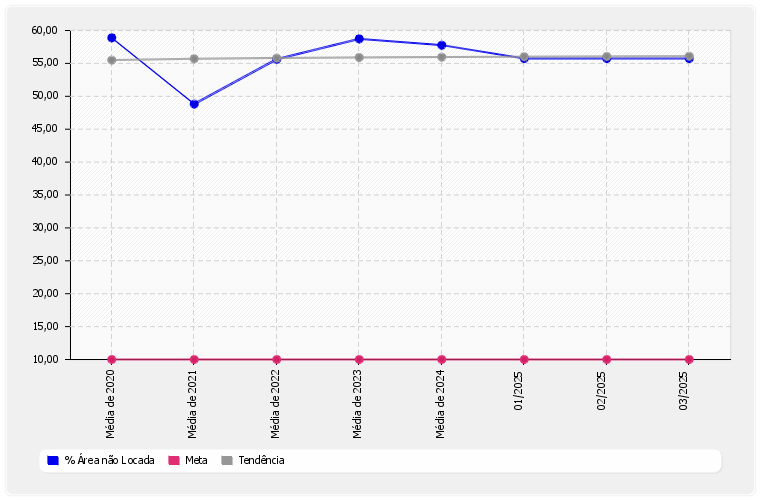 60,00
55,00
50,00
45,00
40,00
35,00
30,00
25,00
20,00
15,00
10,00
Média de 2020
Média de 2021
Média de 2022
Média de 2023
Média de 2024
01/2025
02/2025
03/2025
% Área não Locada
Meta
Tendência